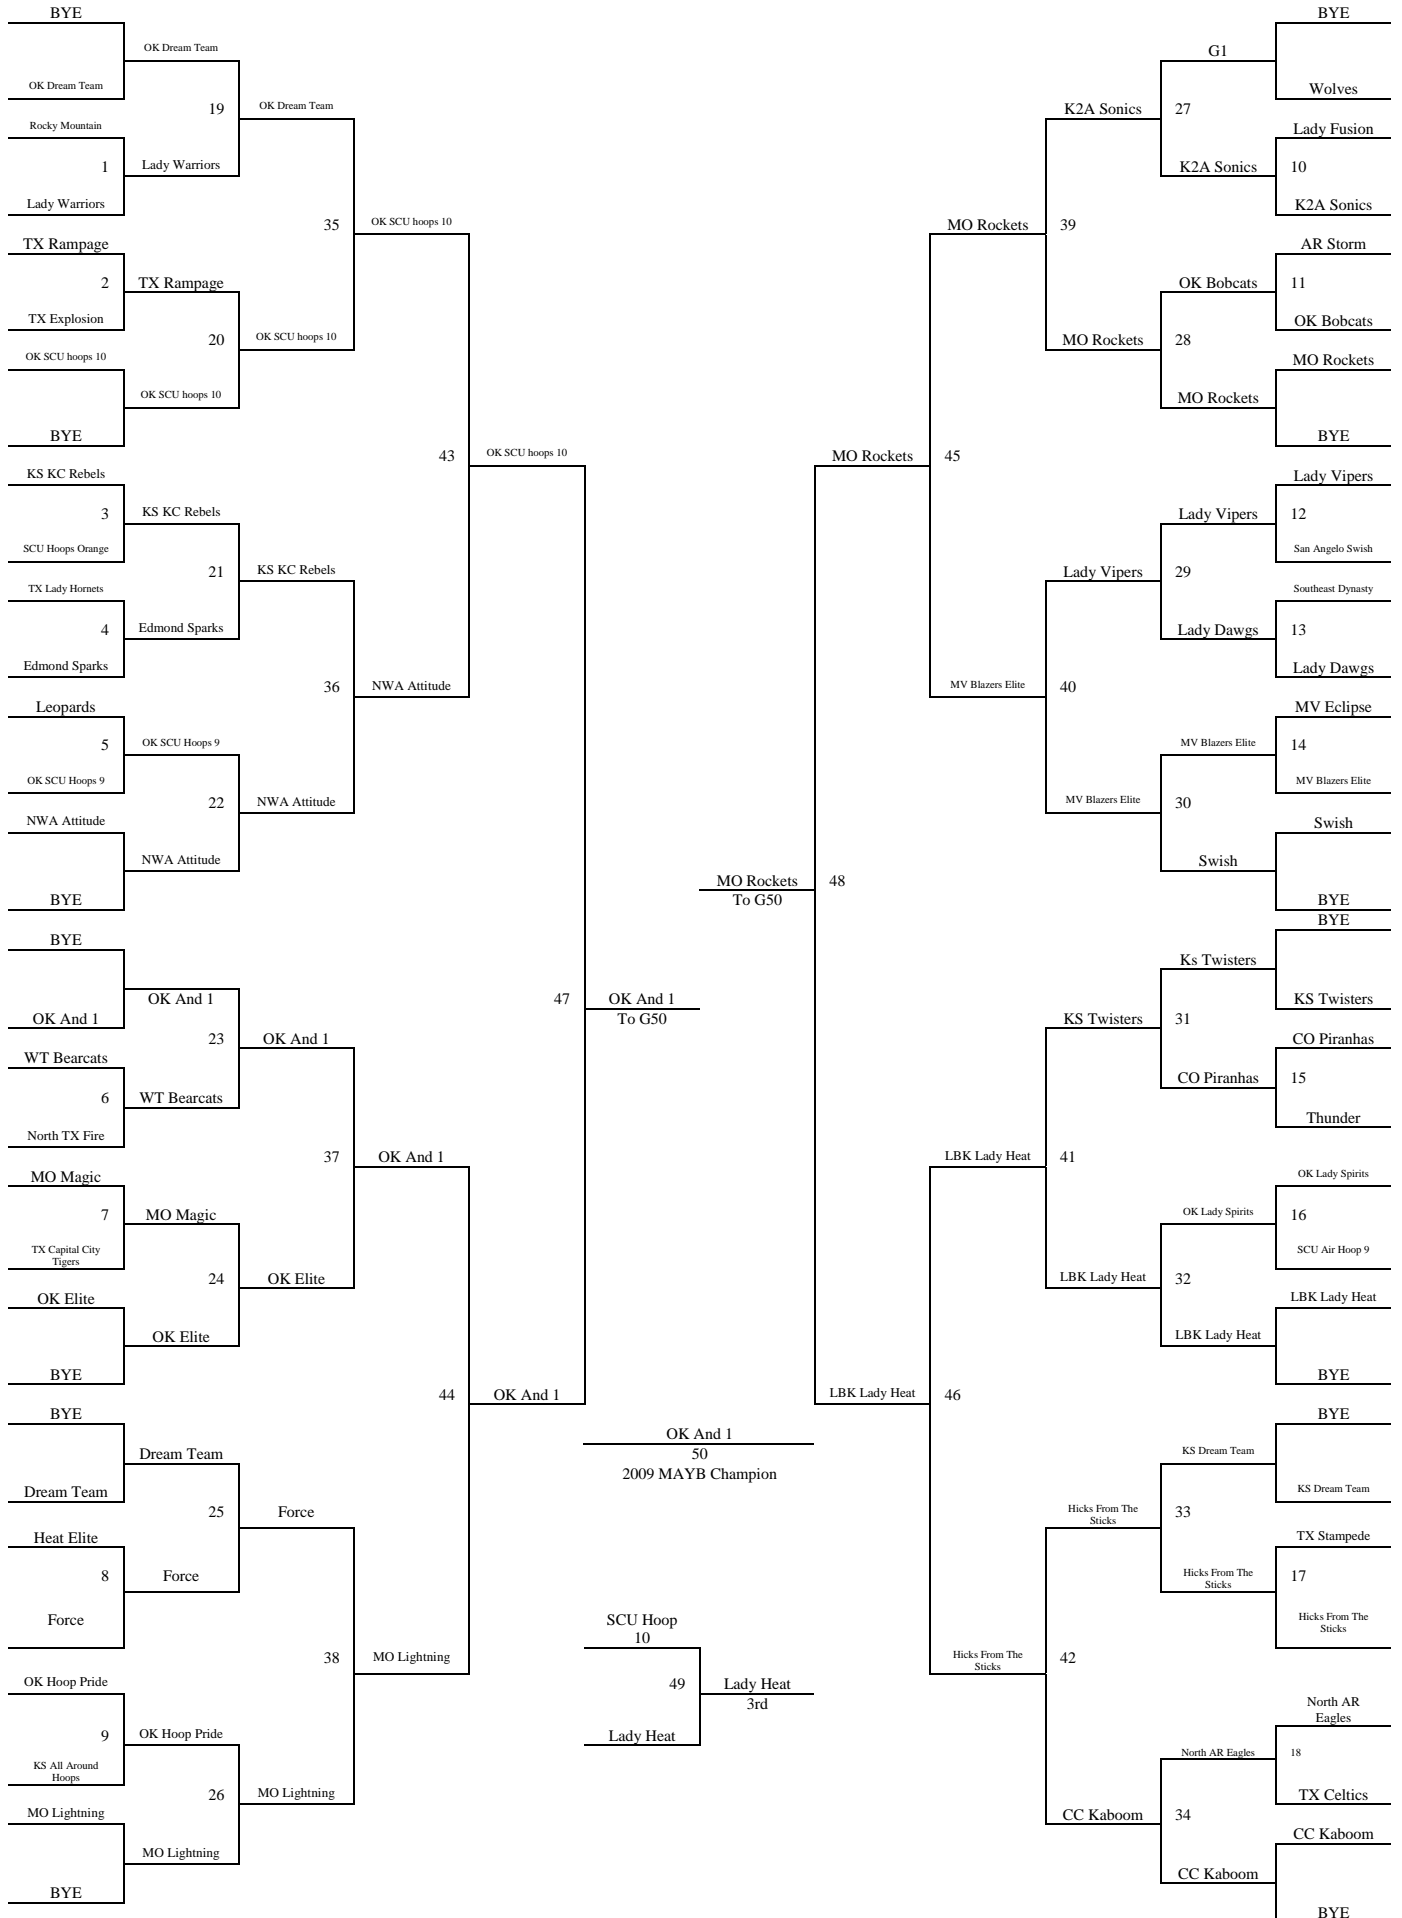 BYE
OK Dream Team
OK Dream Team
19
OK Dream Team
Rocky Mountain
1
Lady Warriors
Lady Warriors
35
OK SCU hoops 10
TX Rampage
2
TX Rampage
TX Explosion
20
OK SCU hoops 10
OK SCU hoops 10
OK SCU hoops 10
BYE
43
OK SCU hoops 10
KS KC Rebels
3
KS KC Rebels
SCU Hoops Orange
21
KS KC Rebels
TX Lady Hornets
4
Edmond Sparks
Edmond Sparks
36
NWA Attitude
Leopards
5
OK SCU Hoops 9
OK SCU Hoops 9
22
NWA Attitude
NWA Attitude
NWA Attitude
BYE
BYE
OK And 1
OK And 1
47
OK And 1
To G50
23
OK And 1
WT Bearcats
6
WT Bearcats
North TX Fire
37
OK And 1
MO Magic
7
MO Magic
TX Capital City
Tigers
24
OK Elite
OK Elite
OK Elite
BYE
44
OK And 1
BYE
Dream Team
Dream Team
25
Force
Heat Elite
8
Force
Force
38
MO Lightning
OK Hoop Pride
9
OK Hoop Pride
KS All Around
Hoops
26
MO Lightning
MO Lightning
MO Lightning
BYE
MO Rockets
To G50
48
OK And 1
50
2009 MAYB Champion
SCU Hoop
10
49
Lady Heat
3rd
Lady Heat
BYE
G1
Wolves
K2A Sonics
27
Lady Fusion
K2A Sonics
10
K2A Sonics
MO Rockets
39
AR Storm
OK Bobcats
11
OK Bobcats
MO Rockets
28
MO Rockets
MO Rockets
BYE
MO Rockets
45
Lady Vipers
Lady Vipers
12
San Angelo Swish
Lady Vipers
29
Southeast Dynasty
Lady Dawgs
13
Lady Dawgs
MV Blazers Elite
40
MV Eclipse
MV Blazers Elite
14
MV Blazers Elite
MV Blazers Elite
30
Swish
Swish
BYE
BYE
Ks Twisters
KS Twisters
KS Twisters
31
CO Piranhas
CO Piranhas
15
Thunder
LBK Lady Heat
41
OK Lady Spirits
OK Lady Spirits
16
SCU Air Hoop 9
LBK Lady Heat
32
LBK Lady Heat
LBK Lady Heat
BYE
LBK Lady Heat
46
BYE
KS Dream Team
KS Dream Team
Hicks From The
Sticks
33
TX Stampede
Hicks From The
Sticks
17
Hicks From The
Sticks
Hicks From The
Sticks
42
North AR
Eagles
North AR Eagles
18
TX Celtics
CC Kaboom
34
CC Kaboom
CC Kaboom
BYE